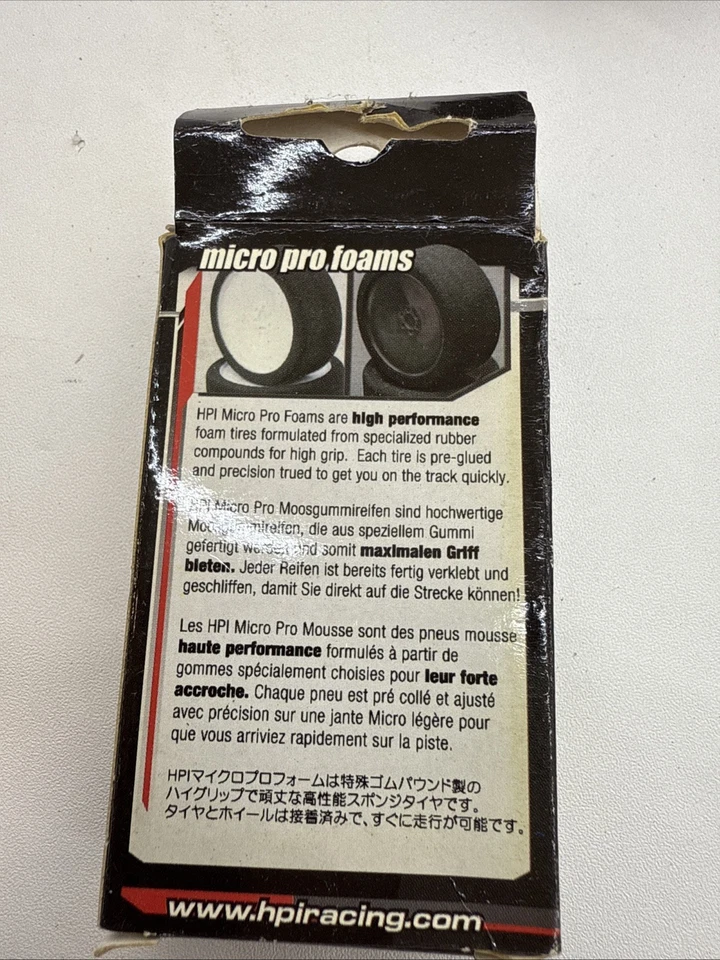 micro pro foams
HPI Micro Pro Foams are high performance
foam tires formulated from specialized rubber
compounds for high grip. Each tire is pre-glued
and precision trued to get you on the track quickly.
HPI Micro Pro Moosgummireifen sind hochwertige
Moosgummireifen, die aus speziellem Gummi
gefertigt werden und somit maximalen Griff
bieten. Jeder Reifen ist bereits fertig verklebt und
geschliffen, damit Sie direkt auf die Strecke können!
Les HPI Micro Pro Mousse sont des pneus mousse
haute performance formulés à partir de
gommes spécialement choisies pour leur forte
accroche. Chaque pneu est pré collé et ajusté
avec précision sur une jante Micro légère pour
que vous arriviez rapidement sur la piste.
HPIマイクロプロフォームは特殊ゴムパウンド製の
ハイグリップで頑丈な高性能スポンジタイヤです。
タイヤとホイールは接着済みで、すぐに走行が可能です。
www.hpiracing.com